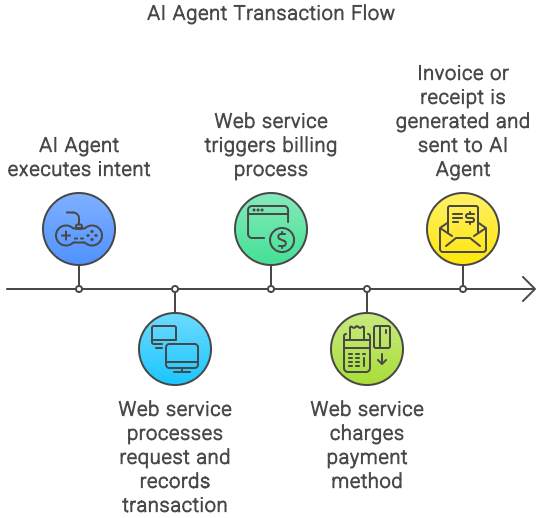 AI Agent Transaction Flow
AI Agent
executes intent
Web service
processes
request and
records
transaction
Web service
triggers billing
process
Web service
charges
payment
method
Invoice or
receipt is
generated and
sent to AI
Agent